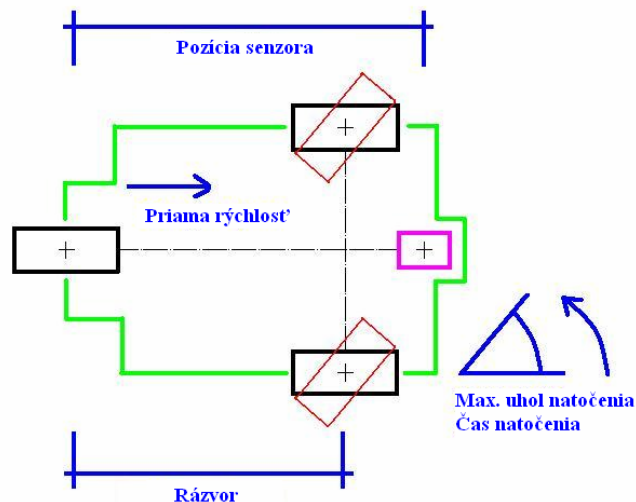 Pozícia senzora
Priama rýchlosť
Max. uhol natočenia
Čas natočenia
Rázvor